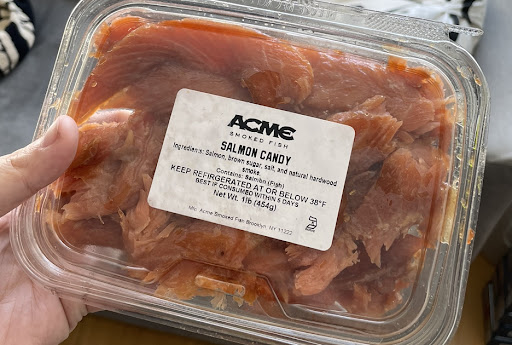 ACME
SMOKED FISH
SALMON CANDY
Ingredients: Salmon, brown sugar, salt, and natural hardwood
smoke.
Contains: Salmon (Fish)
KEEP REFIRGERATED AT OR BELOW 38°F
BEST IF CONSUMED WITHIN 5 DAYS
Net Wt. 1lb (454g)
Mfg. Acme Smoked Fish Brooklyn, NY 11222